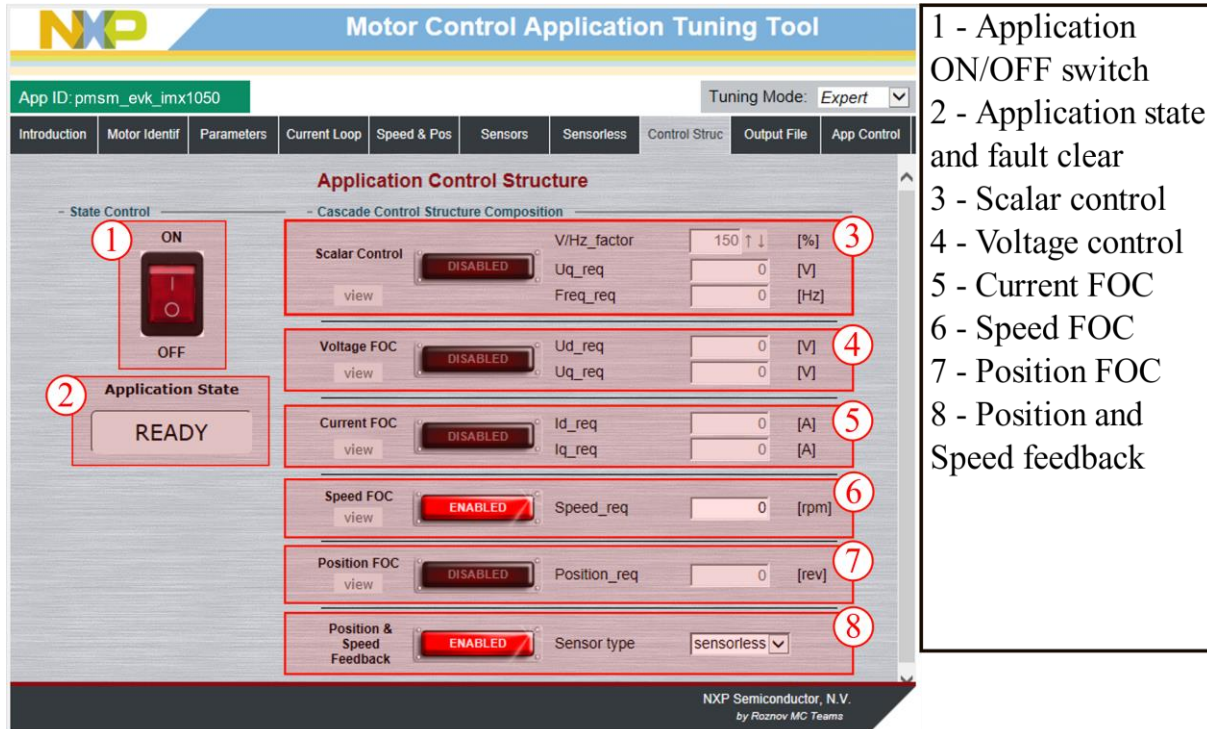 NXP
Motor Control Application Tuning Tool
App ID: pmsm_evk_imx1050
Tuning Mode: Expert
Introduction Motor Identif Parameters Current Loop Speed & Pos Sensors Sensorless Control Struc Output File App Control
Application Control Structure
- State Control
- Cascade Control Structure Composition
1
ON
I
O
OFF
2
Application State
READY
3
Scalar Control
DISABLED
view
V/Hz_factor 150 ↑↓ [%]
Uq_req 0 [V]
Freq_req 0 [Hz]
4
Voltage FOC
DISABLED
view
Ud_req 0 [V]
Uq_req 0 [V]
5
Current FOC
DISABLED
view
Id_req 0 [A]
Iq_req 0 [A]
6
Speed FOC
ENABLED
view
Speed_req 0 [rpm]
7
Position FOC
DISABLED
view
Position_req 0 [rev]
8
Position &
Speed
Feedback
ENABLED
Sensor type sensorless
NXP Semiconductor, N.V.
by Roznov MC Teams
1 - Application
ON/OFF switch
2 - Application state
and fault clear
3 - Scalar control
4 - Voltage control
5 - Current FOC
6 - Speed FOC
7 - Position FOC
8 - Position and
Speed feedback